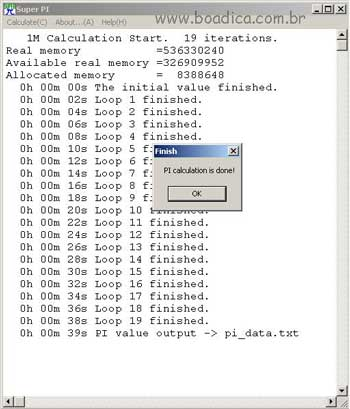 Super PI
www.boadica.com.br
Calculate(C) About...(A) Help(H)
1M Calculation Start. 19 iterations.
Real memory =536330240
Available real memory =326909952
Allocated memory = 8388648
0h 00m 00s The initial value finished.
0h 00m 02s Loop 1 finished.
0h 00m 04s Loop 2 finished.
0h 00m 06s Loop 3 finished.
0h 00m 08s Loop 4 finished.
0h 00m 10s Loop 5 fi
0h 00m 12s Loop 6 fi
0h 00m 14s Loop 7 fi
0h 00m 16s Loop 8 fi
0h 00m 18s Loop 9 fi
0h 00m 20s Loop 10 finished.
0h 00m 22s Loop 11 finished.
0h 00m 24s Loop 12 finished.
0h 00m 26s Loop 13 finished.
0h 00m 28s Loop 14 finished.
0h 00m 30s Loop 15 finished.
0h 00m 32s Loop 16 finished.
0h 00m 34s Loop 17 finished.
0h 00m 36s Loop 18 finished.
0h 00m 38s Loop 19 finished.
0h 00m 39s PI value output -> pi_data.txt
Finish
PI calculation is done!
OK